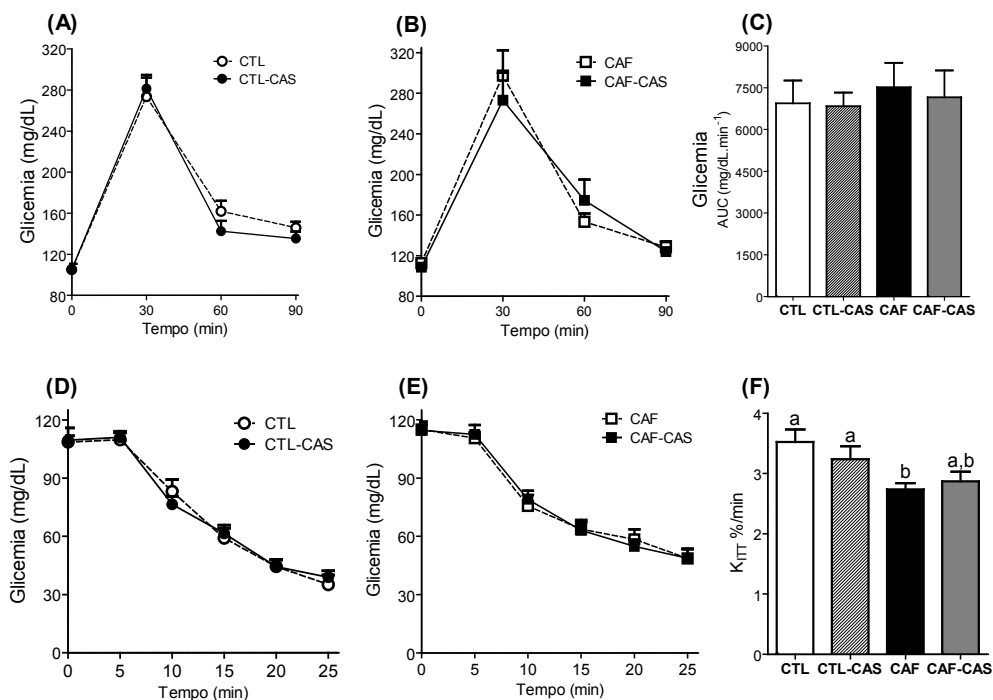 (A)
CTL
CTL-CAS
Glicemia (mg/dL)
320
280
240
200
160
120
80
0 30 60 90
Tempo (min)
(B)
CAF
CAF-CAS
Glicemia (mg/dL)
320
280
240
200
160
120
80
0 30 60 90
Tempo (min)
(C)
Glicemia
AUC (mg/dL.min⁻¹)
9000
7500
6000
4500
3000
1500
0
CTL CTL-CAS CAF CAF-CAS
(D)
CTL
CTL-CAS
Glicemia (mg/dL)
120
90
60
30
0
0 5 10 15 20 25
Tempo (min)
(E)
CAF
CAF-CAS
Glicemia (mg/dL)
120
90
60
30
0
0 5 10 15 20 25
Tempo (min)
(F)
K_ITT %/min
4
3
2
1
0
a a b a,b
CTL CTL-CAS CAF CAF-CAS